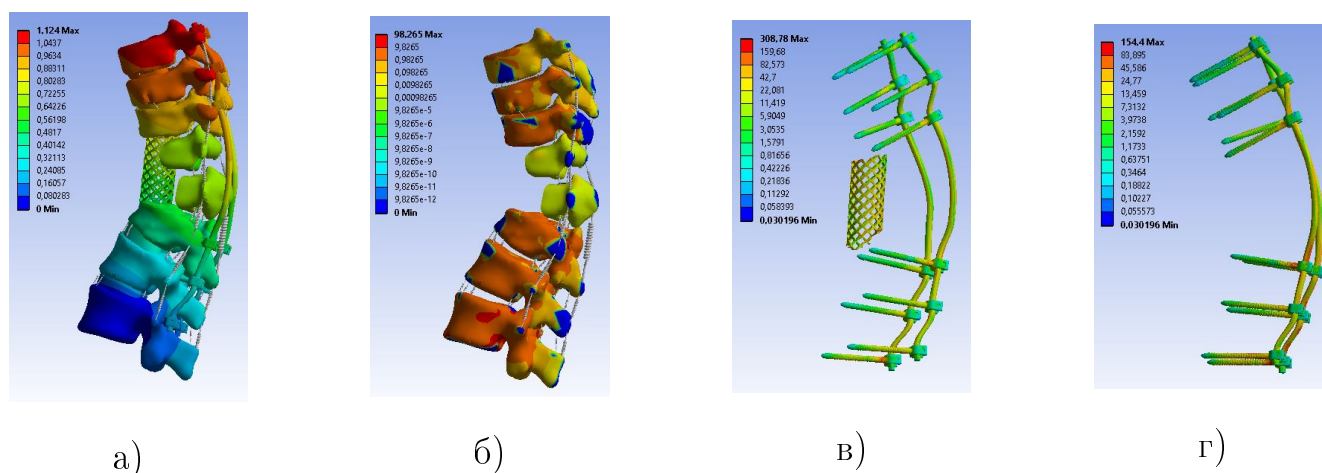 1,124 Max
1,0437
0,9634
0,88311
0,80283
0,72255
0,64226
0,56198
0,4817
0,40142
0,32113
0,24085
0,16057
0,080283
0 Min
98,265 Max
9,8265
0,98265
0,098265
0,0098265
0,00098265
9,8265e-5
9,8265e-6
9,8265e-7
9,8265e-8
9,8265e-9
9,8265e-10
9,8265e-11
9,8265e-12
0 Min
308,78 Max
159,68
82,573
42,7
22,081
11,419
5,9049
3,0535
1,5791
0,81656
0,42226
0,21836
0,11292
0,058393
0,030196 Min
154,4 Max
83,895
45,586
24,77
13,459
7,3132
3,9738
2,1592
1,1733
0,63751
0,3464
0,18822
0,10227
0,055573
0,030196 Min
а)
б)
в)
г)